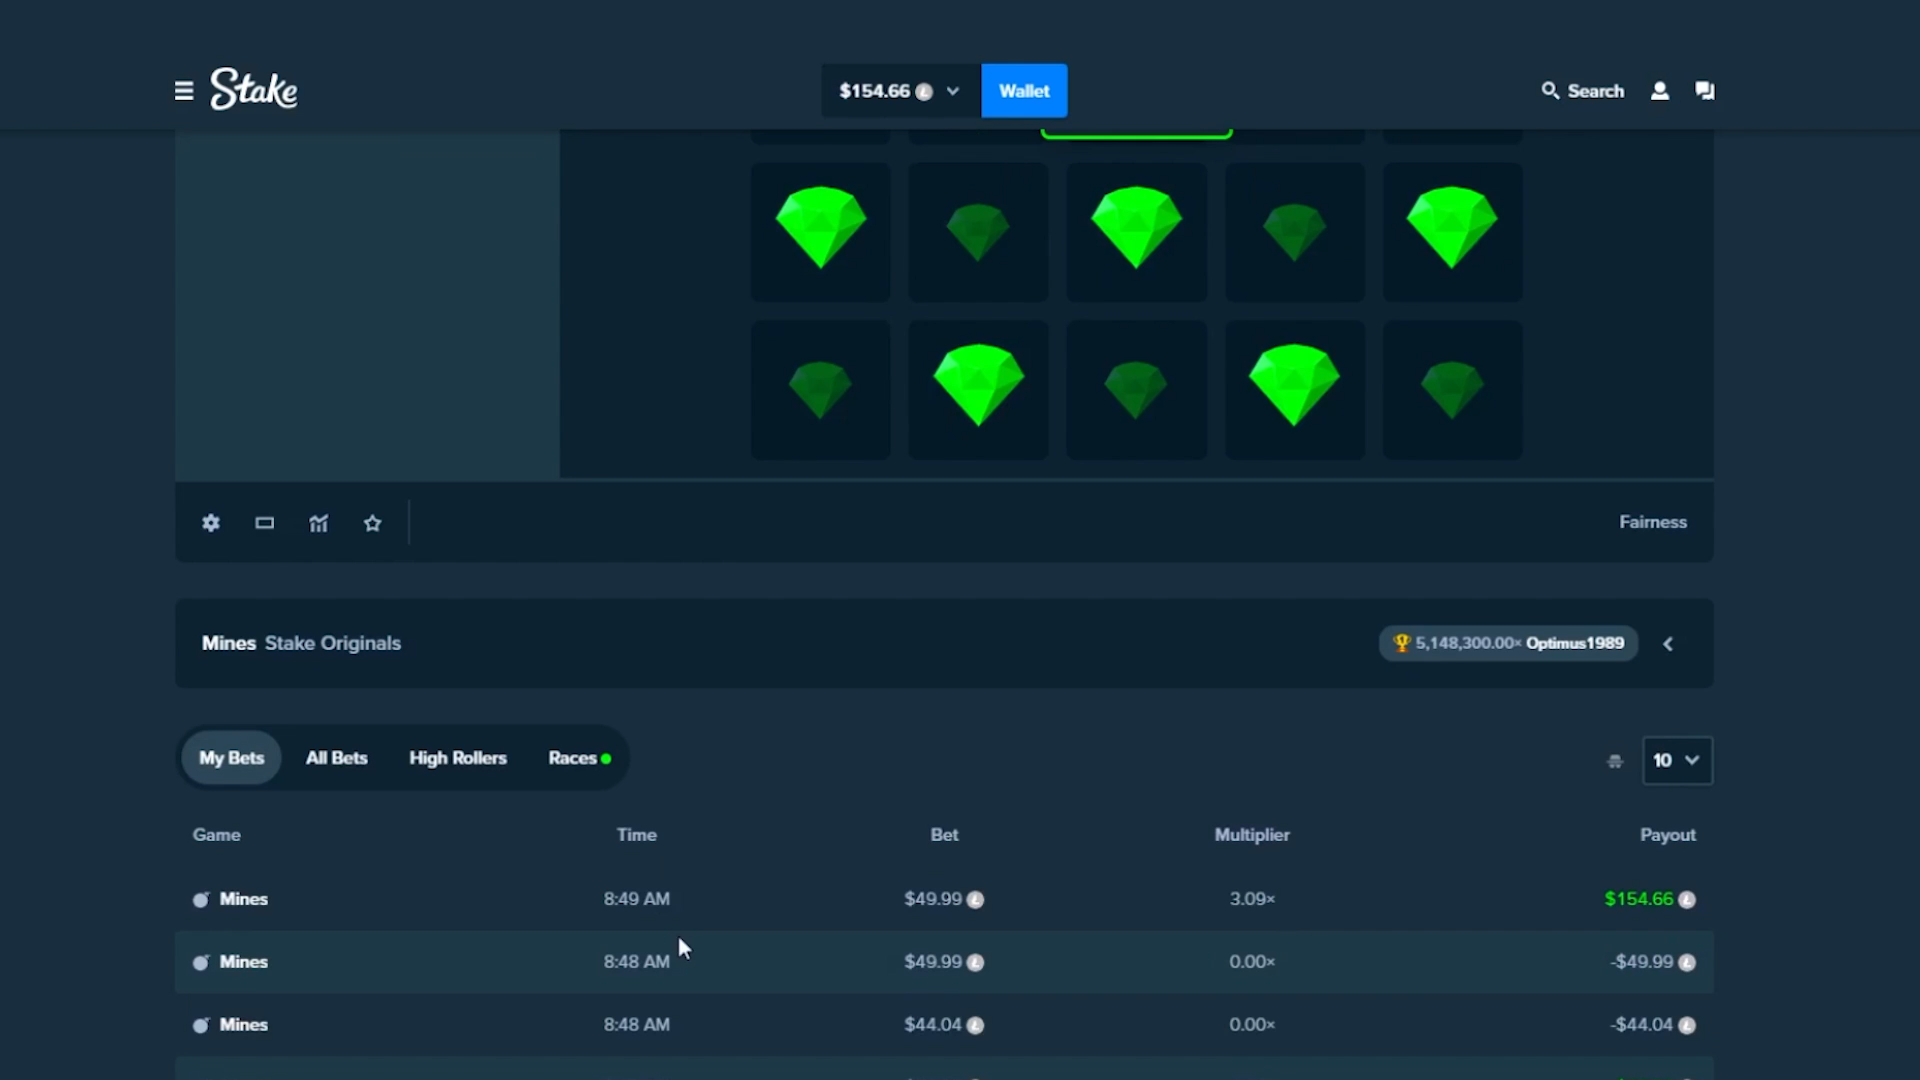 Stake
$154.66
Wallet
Search
Fairness
Mines Stake Originals
5,148,300.00× Optimus1989
My Bets All Bets High Rollers Races
10
Game Time Bet Multiplier Payout
Mines 8:49 AM $49.99 3.09× $154.66
Mines 8:48 AM $49.99 0.00× -$49.99
Mines 8:48 AM $44.04 0.00× -$44.04